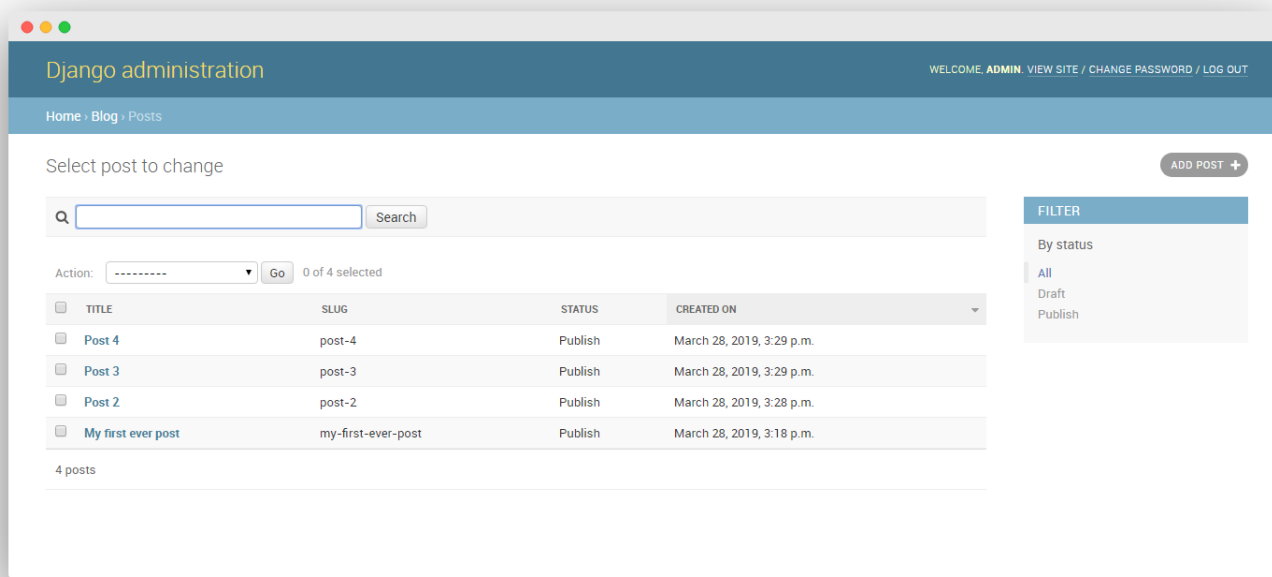 Django administration
WELCOME, ADMIN. VIEW SITE / CHANGE PASSWORD / LOG OUT
Home › Blog › Posts
Select post to change
ADD POST +
Search
Action: --------- Go 0 of 4 selected
TITLE SLUG STATUS CREATED ON
Post 4 post-4 Publish March 28, 2019, 3:29 p.m.
Post 3 post-3 Publish March 28, 2019, 3:29 p.m.
Post 2 post-2 Publish March 28, 2019, 3:28 p.m.
My first ever post my-first-ever-post Publish March 28, 2019, 3:18 p.m.
4 posts
FILTER
By status
All
Draft
Publish